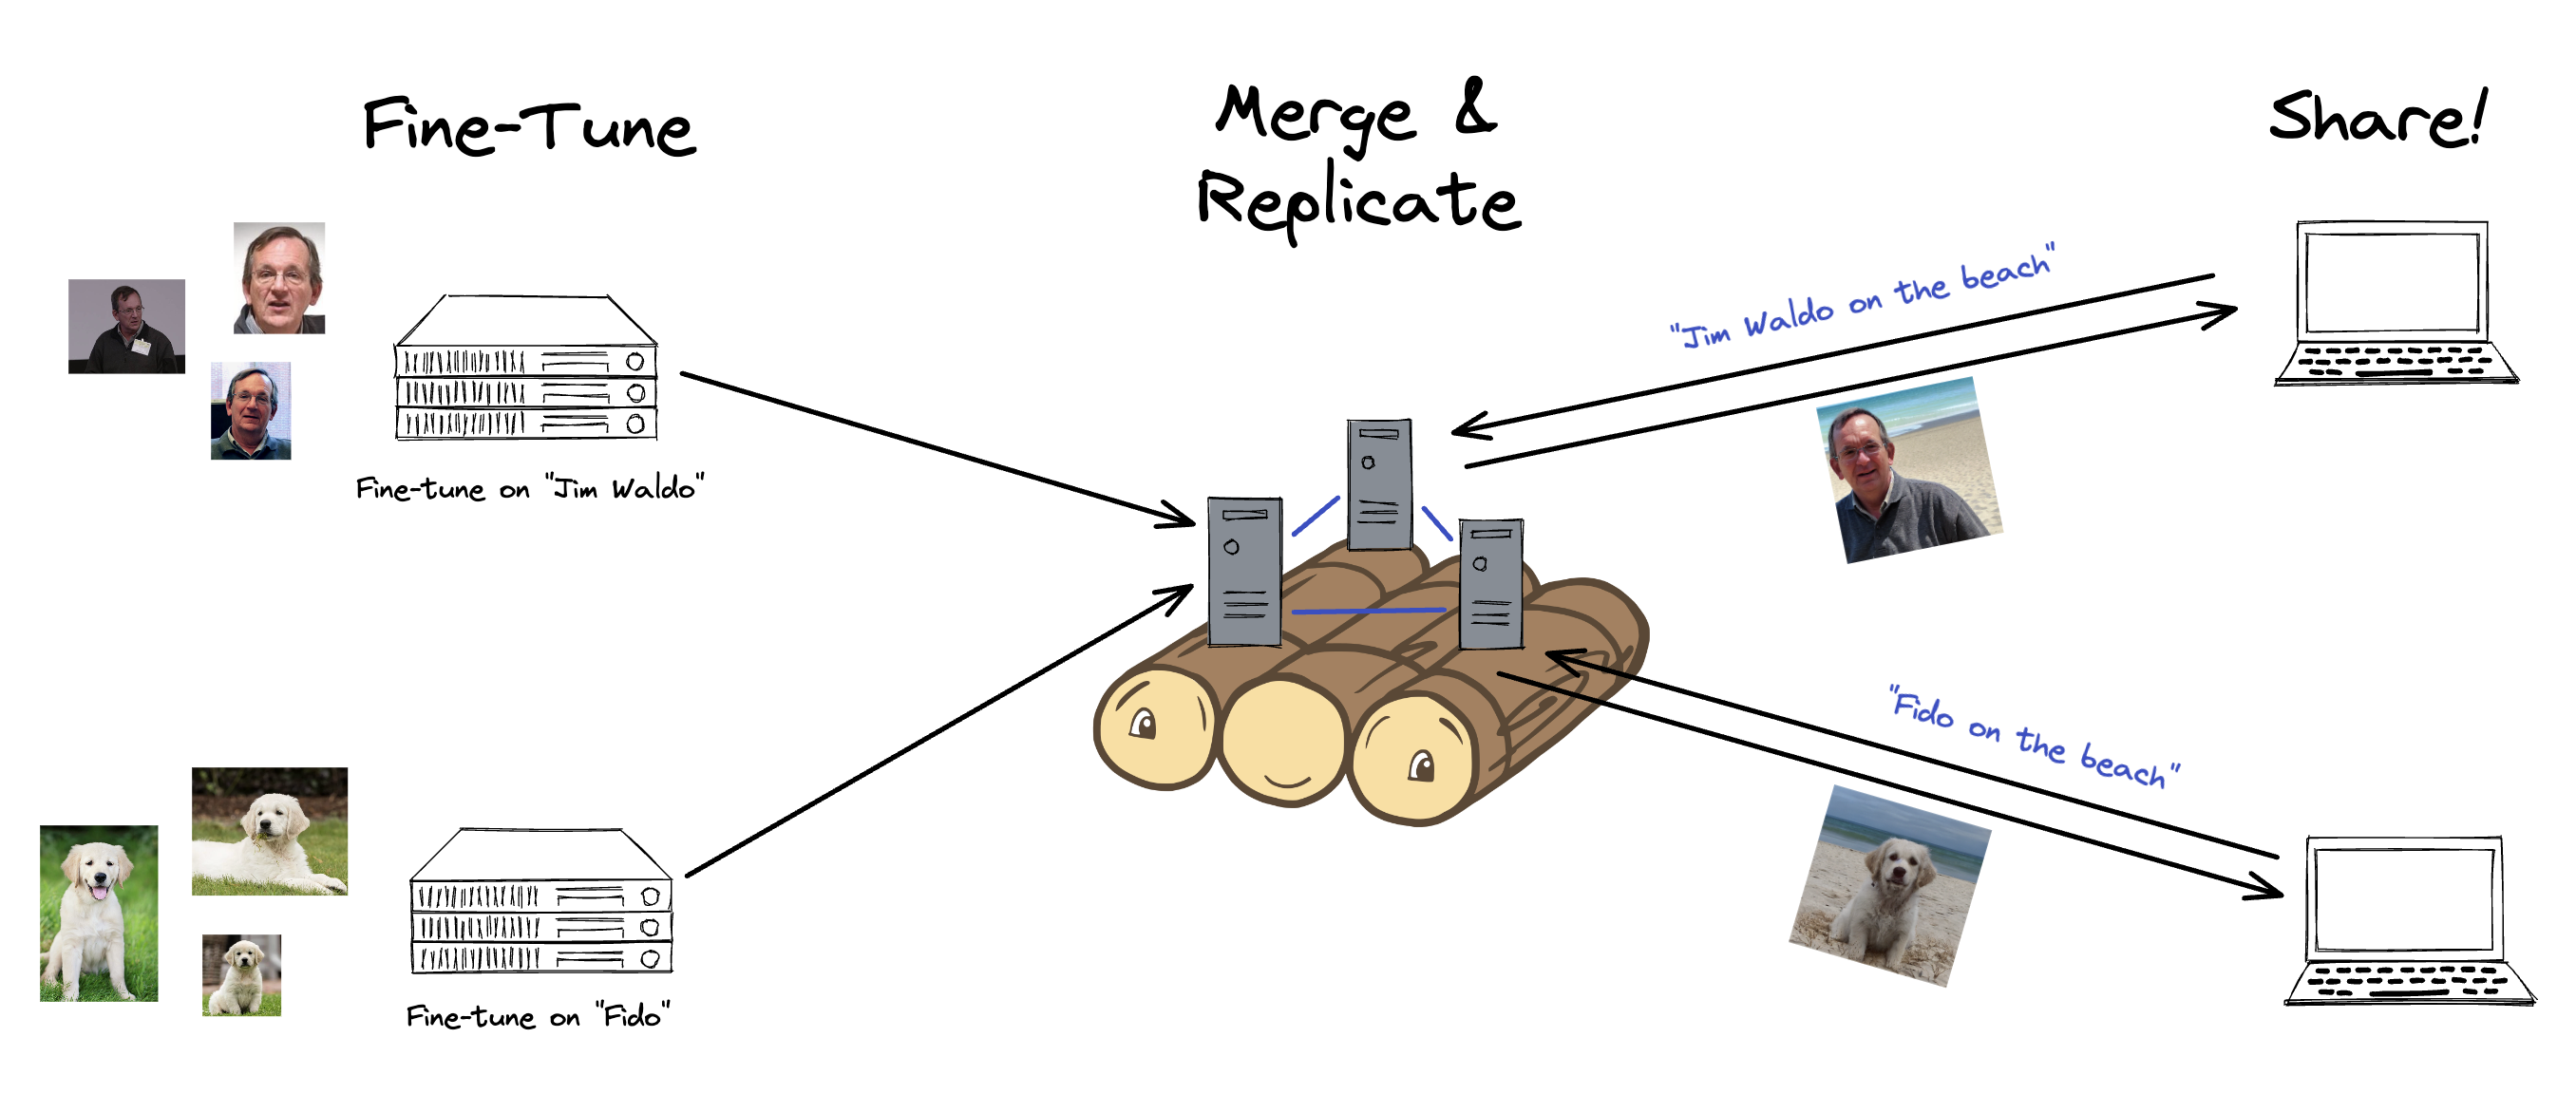 Fine-Tune
Merge &
Replicate
Share!
Fine-tune on "Jim Waldo"
"Jim Waldo on the beach"
"Fido on the beach"
Fine-tune on "Fido"